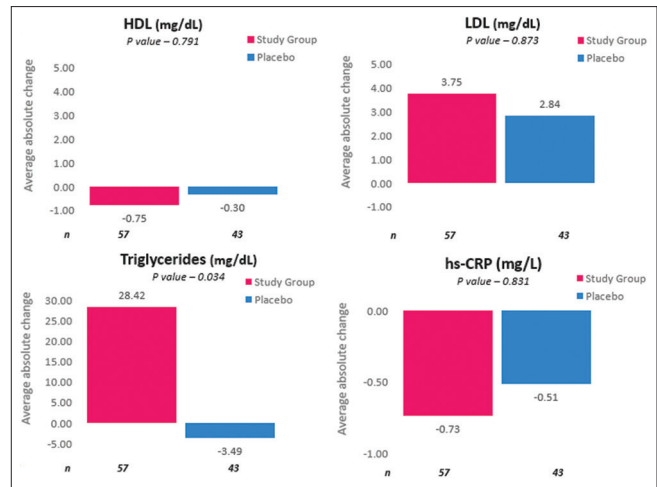 HDL (mg/dL)
P value – 0.791
Study Group
Placebo
Average absolute change
5.00
4.00
3.00
2.00
1.00
0.00
-1.00
-0.75
-0.30
n 57 43
LDL (mg/dL)
P value – 0.873
Study Group
Placebo
Average absolute change
5.00
4.00
3.00
2.00
1.00
0.00
-1.00
3.75
2.84
n 57 43
Triglycerides (mg/dL)
P value – 0.034
Study Group
Placebo
Average absolute change
30.00
25.00
20.00
15.00
10.00
5.00
0.00
-5.00
28.42
-3.49
n 57 43
hs-CRP (mg/L)
P value – 0.831
Study Group
Placebo
Average absolute change
0.00
-0.50
-1.00
-0.73
-0.51
n 57 43